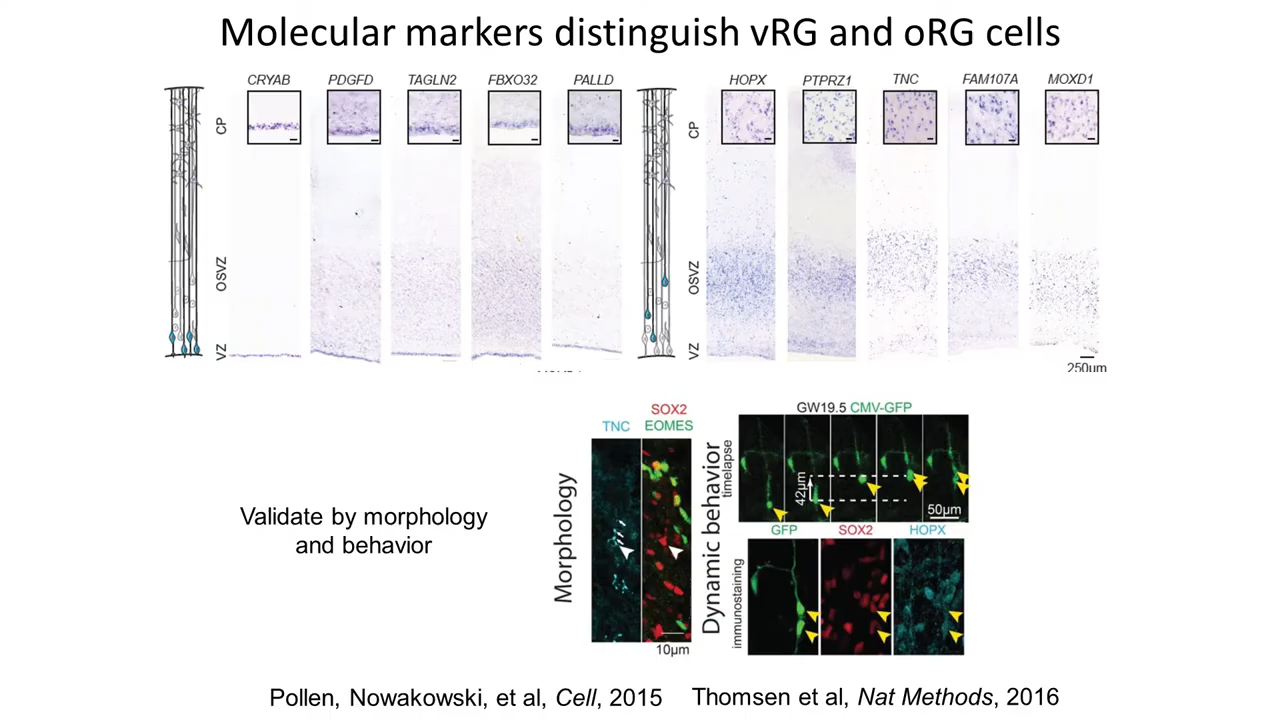 Molecular markers distinguish vRG and oRG cells
CRYAB PDGFD TAGLN2 FBXO32 PALLD HOPX PTPRZ1 TNC FAM107A MOXD1
CP
OSVZ
VZ
CP
OSVZ
VZ
250µm
Validate by morphology
and behavior
Morphology
SOX2
TNC EOMES
10µm
Dynamic behavior
timelapse
immunostaining
GW19.5 CMV-GFP
42µm
50µm
GFP SOX2 HOPX
Pollen, Nowakowski, et al, Cell, 2015 Thomsen et al, Nat Methods, 2016